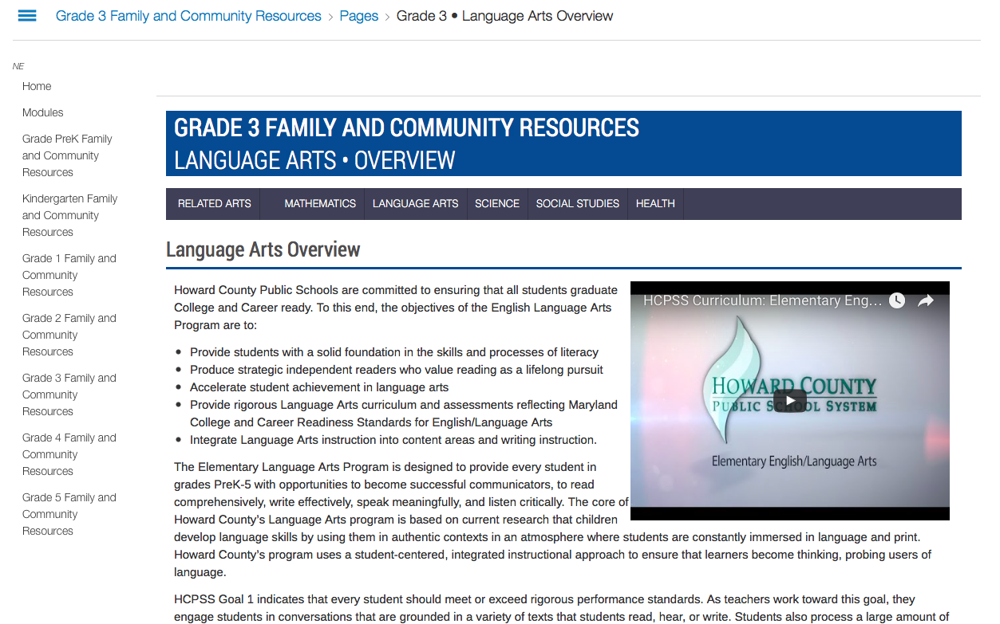 Grade 3 Family and Community Resources > Pages > Grade 3 • Language Arts Overview
NE
Home
Modules
Grade PreK Family
and Community
Resources
Kindergarten Family
and Community
Resources
Grade 1 Family and
Community
Resources
Grade 2 Family and
Community
Resources
Grade 3 Family and
Community
Resources
Grade 4 Family and
Community
Resources
Grade 5 Family and
Community
Resources
GRADE 3 FAMILY AND COMMUNITY RESOURCES
LANGUAGE ARTS • OVERVIEW
RELATED ARTS MATHEMATICS LANGUAGE ARTS SCIENCE SOCIAL STUDIES HEALTH
Language Arts Overview
Howard County Public Schools are committed to ensuring that all students graduate
College and Career ready. To this end, the objectives of the English Language Arts
Program are to:
• Provide students with a solid foundation in the skills and processes of literacy
• Produce strategic independent readers who value reading as a lifelong pursuit
• Accelerate student achievement in language arts
• Provide rigorous Language Arts curriculum and assessments reflecting Maryland
College and Career Readiness Standards for English/Language Arts
• Integrate Language Arts instruction into content areas and writing instruction.
HCPSS Curriculum: Elementary Eng...
HOWARD COUNTY
PUBLIC SCHOOL SYSTEM
Elementary English/Language Arts
The Elementary Language Arts Program is designed to provide every student in
grades PreK-5 with opportunities to become successful communicators, to read
comprehensively, write effectively, speak meaningfully, and listen critically. The core of
Howard County's Language Arts program is based on current research that children
develop language skills by using them in authentic contexts in an atmosphere where students are constantly immersed in language and print.
Howard County's program uses a student-centered, integrated instructional approach to ensure that learners become thinking, probing users of
language.
HCPSS Goal 1 indicates that every student should meet or exceed rigorous performance standards. As teachers work toward this goal, they
engage students in conversations that are grounded in a variety of texts that students read, hear, or write. Students also process a large amount of